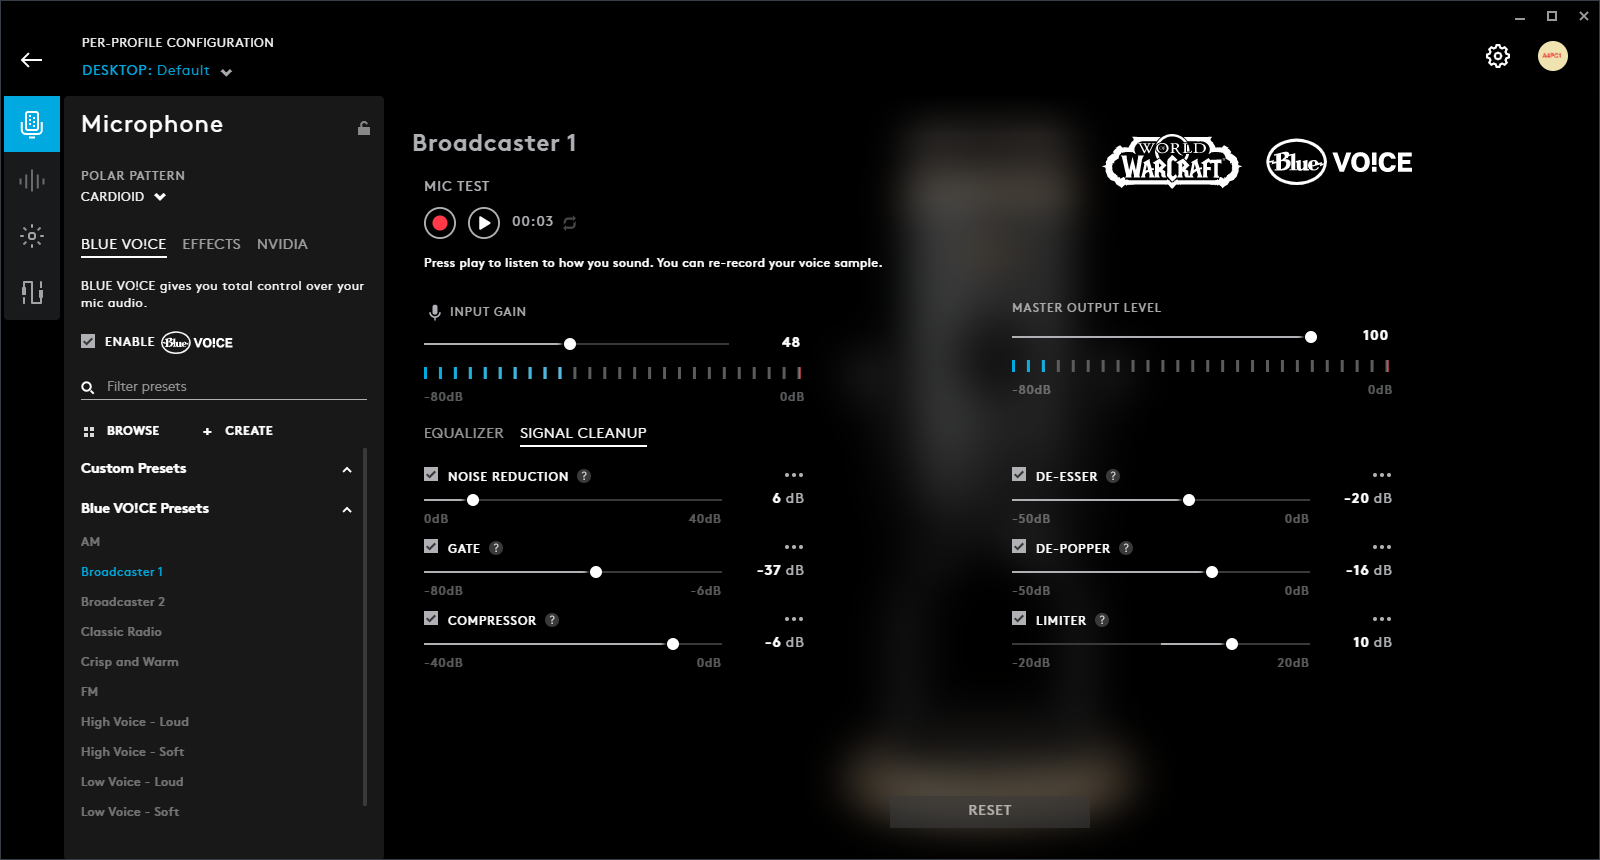 PER-PROFILE CONFIGURATION
DESKTOP: Default
Microphone
POLAR PATTERN
CARDIOID
BLUE VO!CE EFFECTS NVIDIA
BLUE VO!CE gives you total control over your
mic audio.
ENABLE Blue VO!CE
Filter presets
BROWSE + CREATE
Custom Presets
Blue VO!CE Presets
AM
Broadcaster 1
Broadcaster 2
Classic Radio
Crisp and Warm
FM
High Voice - Loud
High Voice - Soft
Low Voice - Loud
Low Voice - Soft
Broadcaster 1
WORLD
WARCRAFT
Blue VO!CE
MIC TEST
00:03
Press play to listen to how you sound. You can re-record your voice sample.
INPUT GAIN
48
-80dB 0dB
MASTER OUTPUT LEVEL
100
-80dB 0dB
EQUALIZER SIGNAL CLEANUP
NOISE REDUCTION ? •••
6 dB
0dB 40dB
GATE ? •••
-37 dB
-80dB -6dB
COMPRESSOR ? •••
-6 dB
-40dB 0dB
DE-ESSER ? •••
-20 dB
-50dB 0dB
DE-POPPER ? •••
-16 dB
-50dB 0dB
LIMITER ? •••
10 dB
-20dB 20dB
RESET